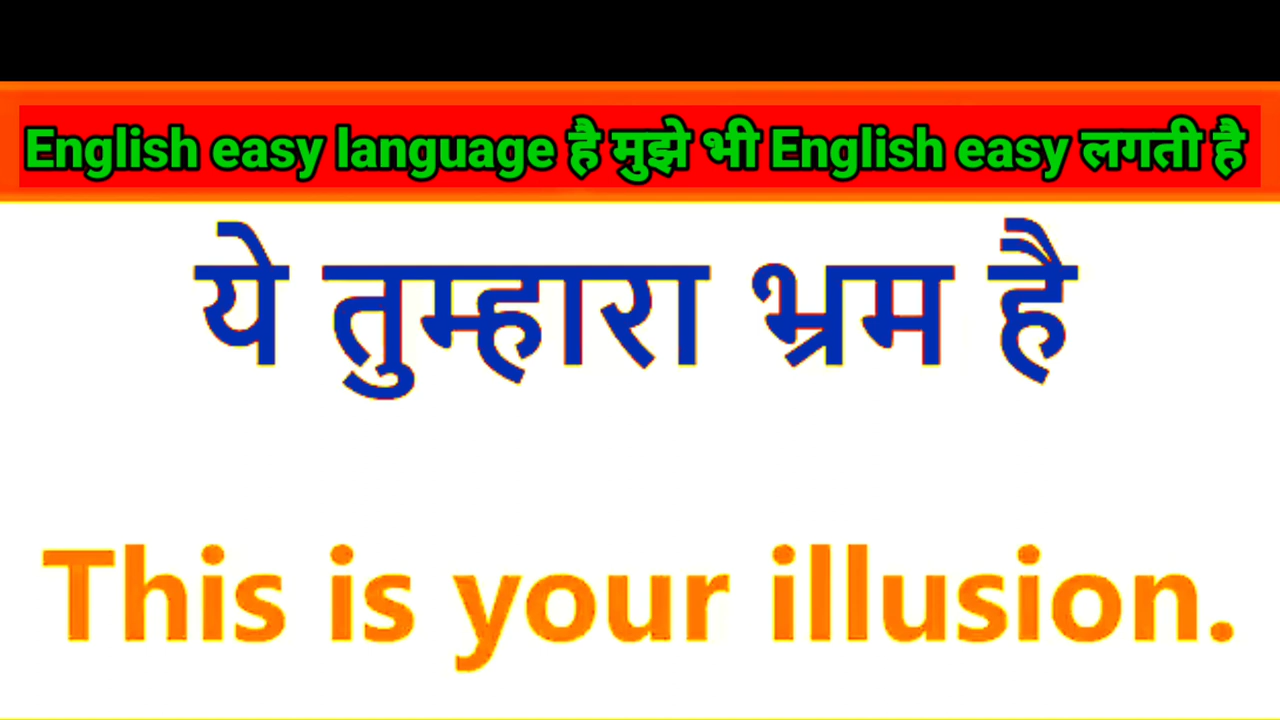 English easy language है मुझे भी English easy लगती है
ये तुम्हारा भ्रम है
This is your illusion.